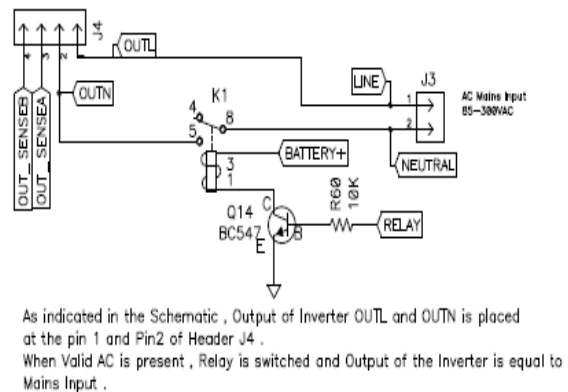 J4
OUTL
4
3
2
1
OUT_SENSEB
OUT_SENSEA
OUTN
LINE
J3
1
2
AC Mains Input
85-300VAC
K1
4
8
5
BATTERY+
NEUTRAL
3
1
R60
10K
Q14
BC547
C
B
E
RELAY
As indicated in the Schematic , Output of Inverter OUTL and OUTN is placed
at the pin 1 and Pin2 of Header J4 .
When Valid AC is present , Relay is switched and Output of the Inverter is equal to
Mains Input .